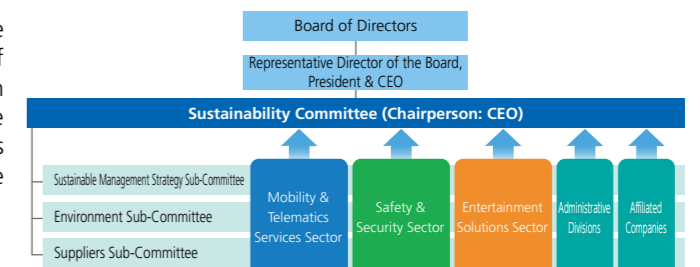 Board of Directors
Representative Director of the Board,
President & CEO
Sustainability Committee (Chairperson: CEO)
Sustainable Management Strategy Sub-Committee
Environment Sub-Committee
Suppliers Sub-Committee
Mobility &
Telematics
Services Sector
Safety &
Security Sector
Entertainment
Solutions Sector
Administrative
Divisions
Affiliated
Companies